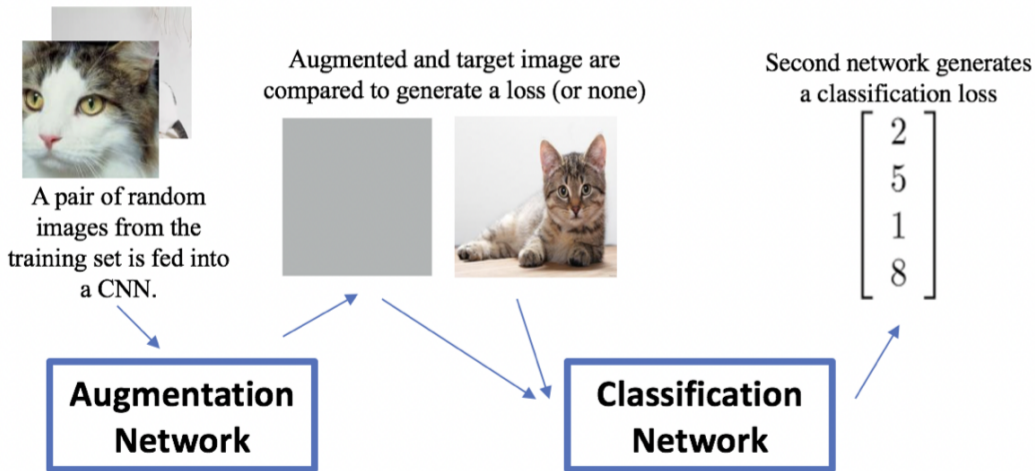 A pair of random
images from the
training set is fed into
a CNN.
Augmentation
Network
Augmented and target image are
compared to generate a loss (or none)
Classification
Network
Second network generates
a classification loss
2
5
1
8